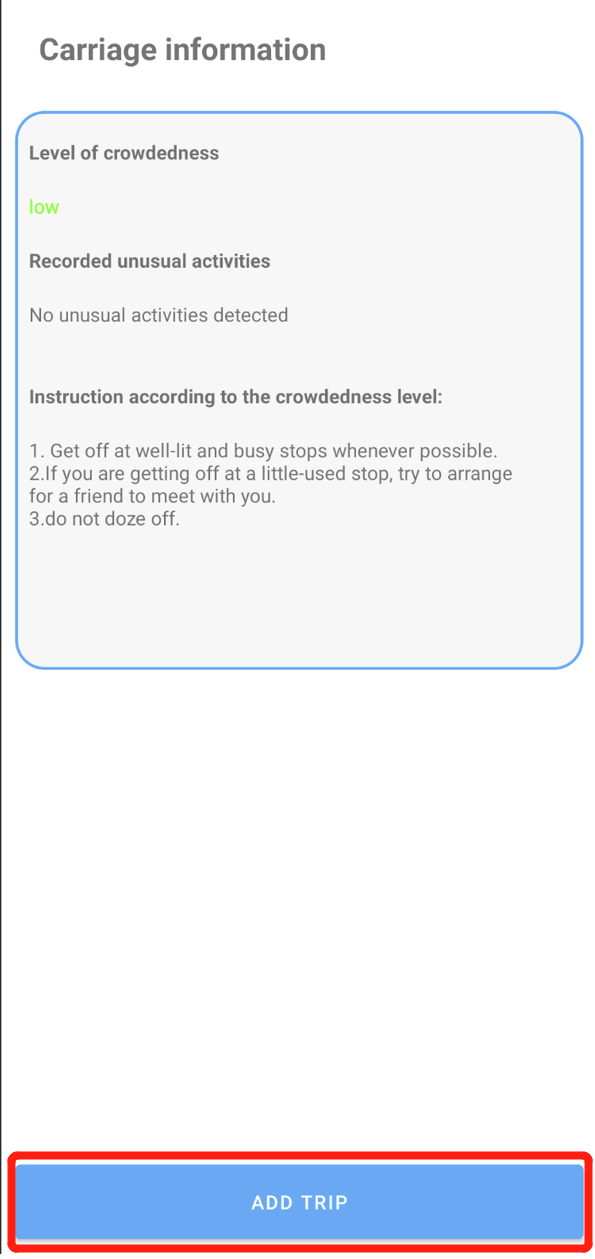 Carriage information
Level of crowdedness
low
Recorded unusual activities
No unusual activities detected
Instruction according to the crowdedness level:
1. Get off at well-lit and busy stops whenever possible.
2.If you are getting off at a little-used stop, try to arrange
for a friend to meet with you.
3.do not doze off.
ADD TRIP